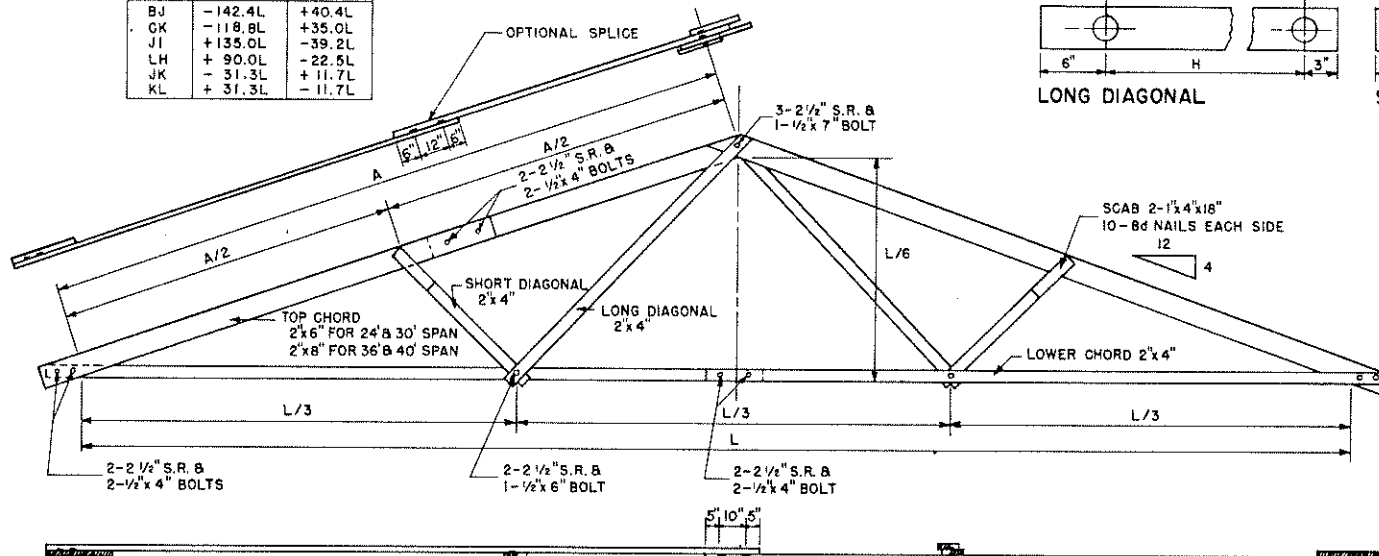 BJ -142.4L +40.4L
CK -118.8L +35.0L
JI +135.0L -39.2L
LH + 90.0L -22.5L
JK - 31.3L + 11.7L
KL + 31.3L - 11.7L
OPTIONAL SPLICE
6" H 3"
LONG DIAGONAL
3-2 1/2" S.R. &
1-1/2"x 7" BOLT
6" 12" 6"
A/2
A
2-2 1/2" S.R. &
2-1/2"x 4" BOLTS
A/2
SCAB 2-1"x4"x18"
10-8d NAILS EACH SIDE
12
4
L/6
SHORT DIAGONAL
2"x 4"
LONG DIAGONAL
2"x 4"
TOP CHORD
2"x 6" FOR 24'& 30' SPAN
2"x8" FOR 36'& 40' SPAN
LOWER CHORD 2"x 4"
L/3 L/3 L/3
L
2-2 1/2" S.R. &
2-1/2"x 4" BOLTS
2-2 1/2" S.R. &
1-1/2"x 6" BOLT
2-2 1/2" S.R. &
2-1/2"x 4" BOLT
5" 10" 5"